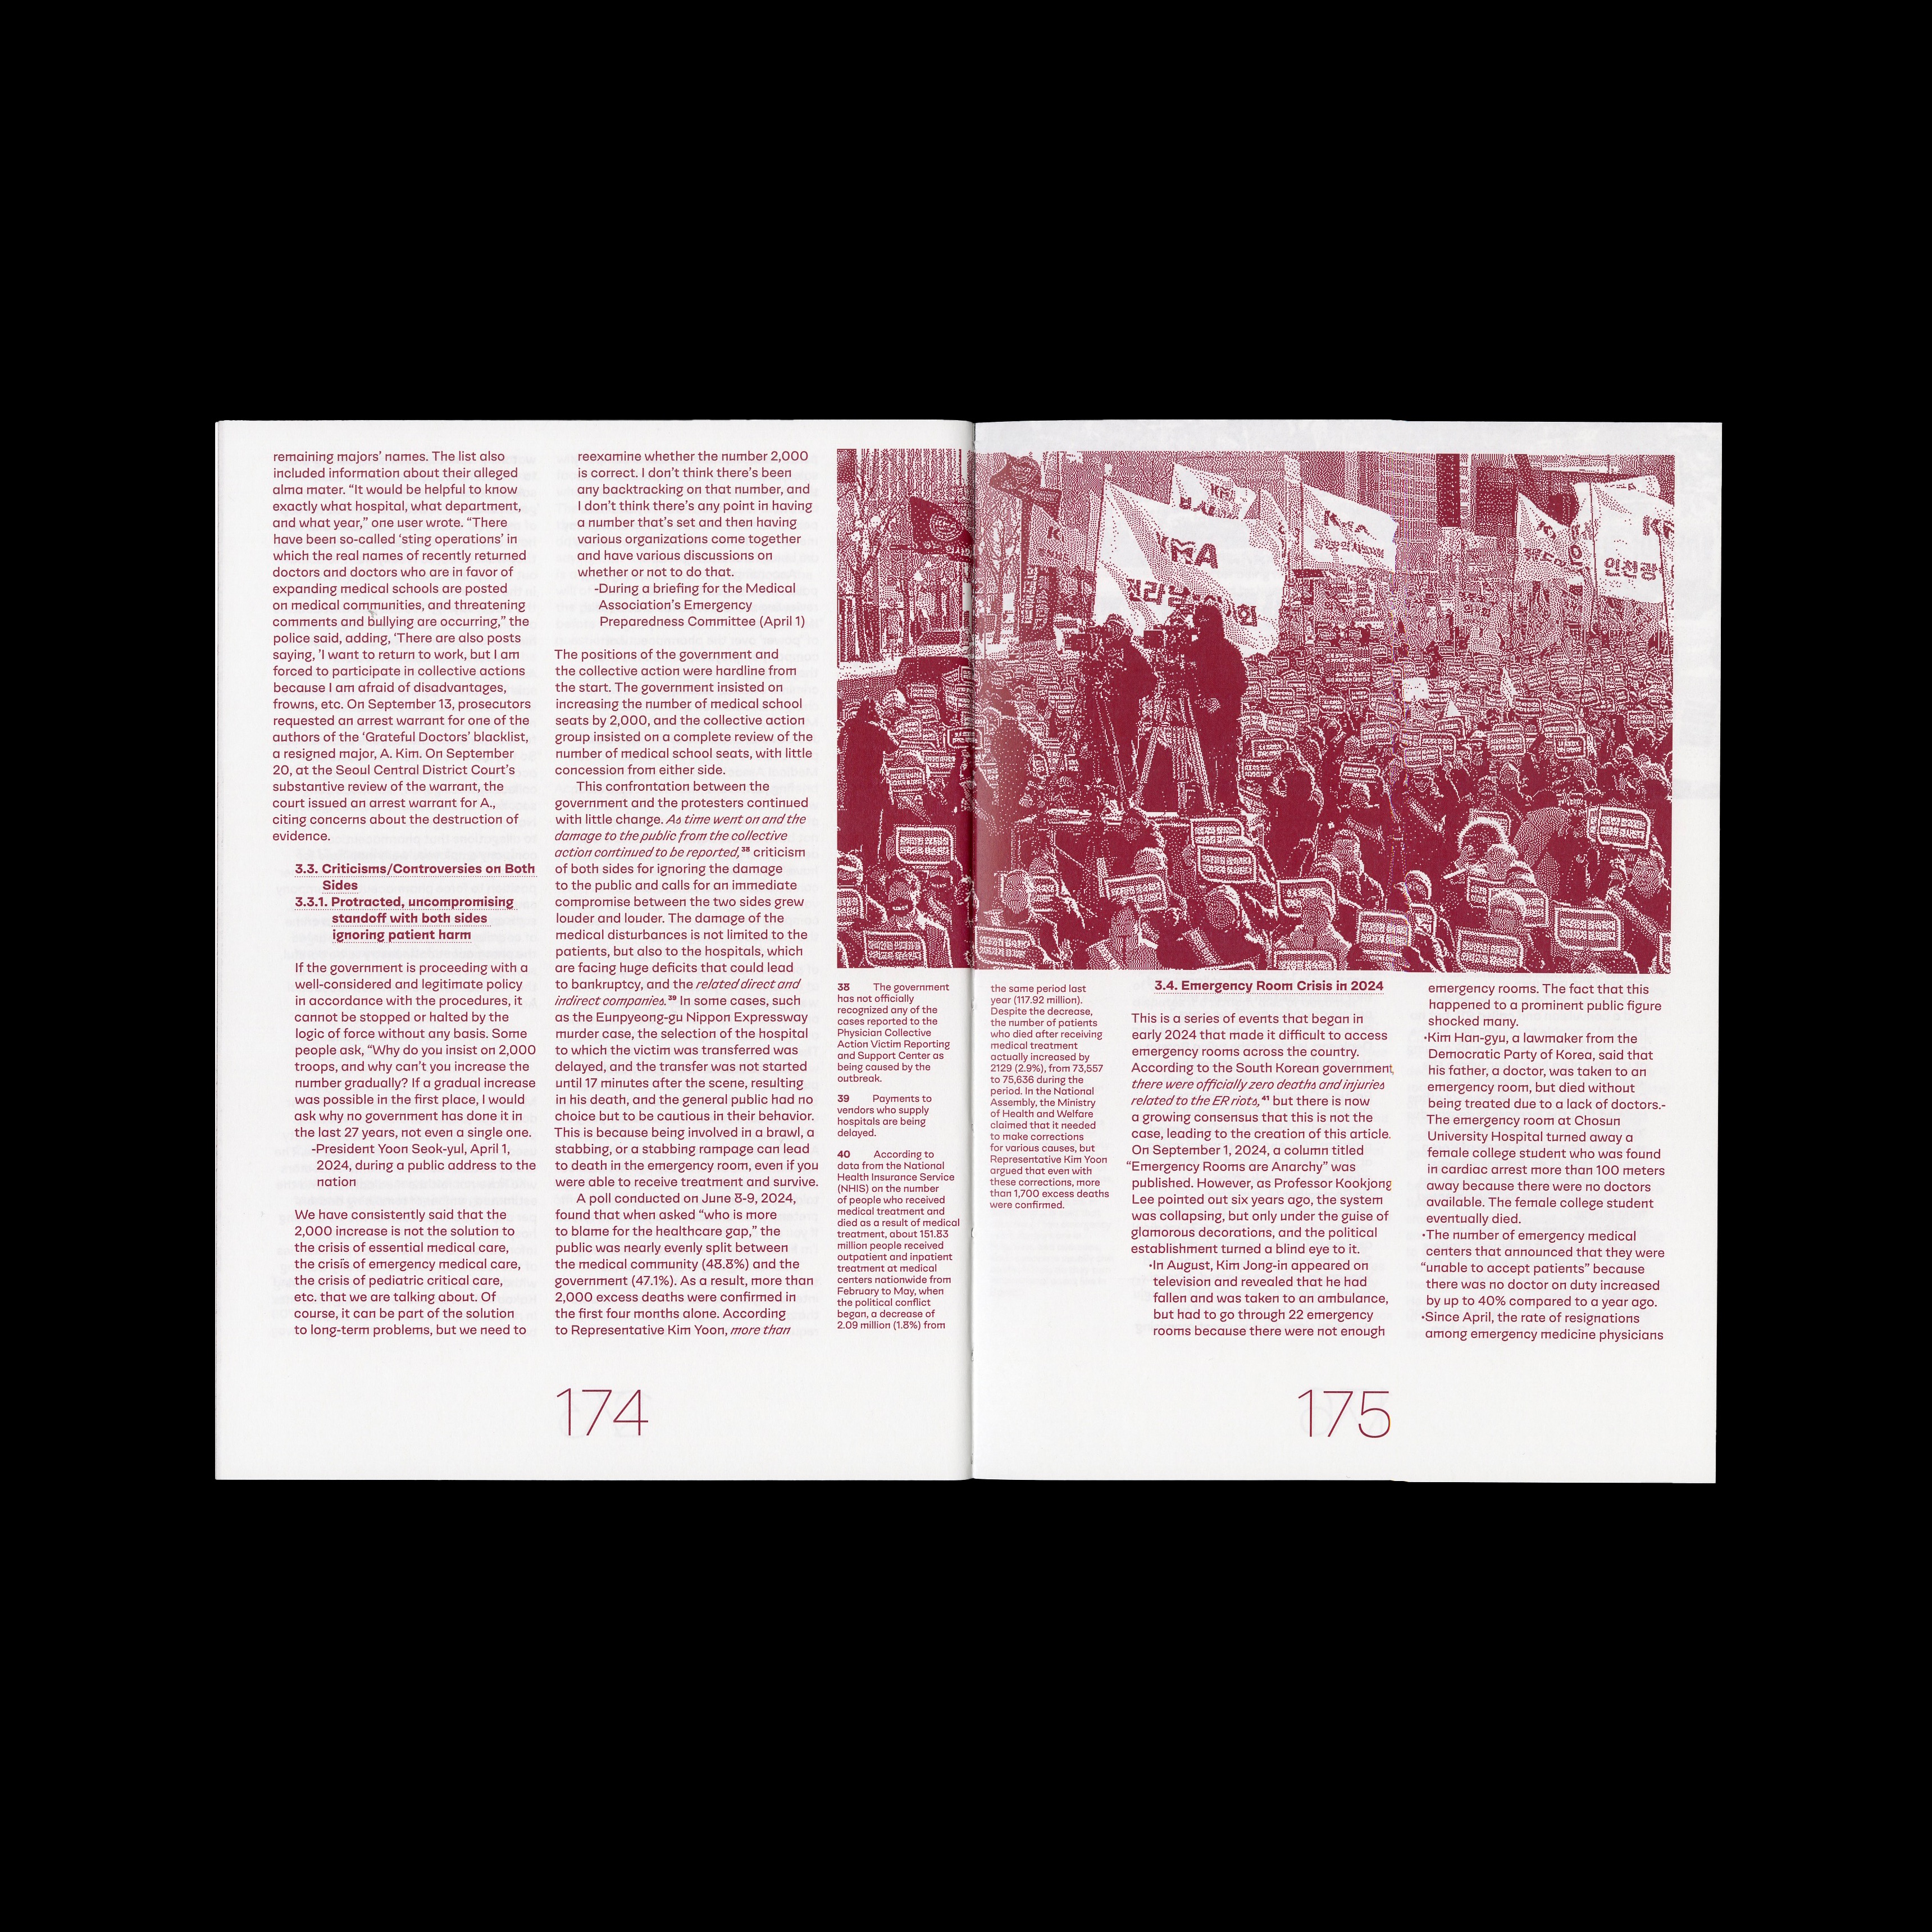 remaining majors’ names. The list also
included information about their alleged
alma mater. “It would be helpful to know
exactly what hospital, what department,
and what year,” one user wrote. “There
have been so-called ‘sting operations’ in
which the real names of recently returned
doctors and doctors who are in favor of
expanding medical schools are posted
on medical communities, and threatening
comments and bullying are occurring,” the
police said, adding, ‘There are also posts
saying, ’I want to return to work, but I am
forced to participate in collective actions
because I am afraid of disadvantages,
frowns, etc. On September 13, prosecutors
requested an arrest warrant for one of the
authors of the ‘Grateful Doctors’ blacklist,
a resigned major, A. Kim. On September
20, at the Seoul Central District Court’s
substantive review of the warrant, the
court issued an arrest warrant for A.,
citing concerns about the destruction of
evidence.
3.3. Criticisms/Controversies on Both
Sides
3.3.1. Protracted, uncompromising
standoff with both sides
ignoring patient harm
If the government is proceeding with a
well-considered and legitimate policy
in accordance with the procedures, it
cannot be stopped or halted by the
logic of force without any basis. Some
people ask, “Why do you insist on 2,000
troops, and why can’t you increase the
number gradually? If a gradual increase
was possible in the first place, I would
ask why no government has done it in
the last 27 years, not even a single one.
-President Yoon Seok-yul, April 1,
2024, during a public address to the
nation
We have consistently said that the
2,000 increase is not the solution to
the crisis of essential medical care,
the crisis of emergency medical care,
the crisis of pediatric critical care,
etc. that we are talking about. Of
course, it can be part of the solution
to long-term problems, but we need to
reexamine whether the number 2,000
is correct. I don’t think there’s been
any backtracking on that number, and
I don’t think there’s any point in having
a number that’s set and then having
various organizations come together
and have various discussions on
whether or not to do that.
-During a briefing for the Medical
Association’s Emergency
Preparedness Committee (April 1)
The positions of the government and
the collective action were hardline from
the start. The government insisted on
increasing the number of medical school
seats by 2,000, and the collective action
group insisted on a complete review of the
number of medical school seats, with little
concession from either side.
This confrontation between the
government and the protesters continued
with little change. As time went on and the
damage to the public from the collective
action continued to be reported,38 criticism
of both sides for ignoring the damage
to the public and calls for an immediate
compromise between the two sides grew
louder and louder. The damage of the
medical disturbances is not limited to the
patients, but also to the hospitals, which
are facing huge deficits that could lead
to bankruptcy, and the related direct and
indirect companies.39 In some cases, such
as the Eunpyeong-gu Nippon Expressway
murder case, the selection of the hospital
to which the victim was transferred was
delayed, and the transfer was not started
until 17 minutes after the scene, resulting
in his death, and the general public had no
choice but to be cautious in their behavior.
This is because being involved in a brawl, a
stabbing, or a stabbing rampage can lead
to death in the emergency room, even if you
were able to receive treatment and survive.
A poll conducted on June 8-9, 2024,
found that when asked “who is more
to blame for the healthcare gap,” the
public was nearly evenly split between
the medical community (48.8%) and the
government (47.1%). As a result, more than
2,000 excess deaths were confirmed in
the first four months alone. According
to Representative Kim Yoon, more than
174
KMA
KMA
KMA
인천광
38 The government
has not officially
recognized any of the
cases reported to the
Physician Collective
Action Victim Reporting
and Support Center as
being caused by the
outbreak.
39 Payments to
vendors who supply
hospitals are being
delayed.
40 According to
data from the National
Health Insurance Service
(NHIS) on the number
of people who received
medical treatment and
died as a result of medical
treatment, about 151.83
million people received
outpatient and inpatient
treatment at medical
centers nationwide from
February to May, when
the political conflict
began, a decrease of
2.09 million (1.8%) from
the same period last
year (117.92 million).
Despite the decrease,
the number of patients
who died after receiving
medical treatment
actually increased by
2129 (2.9%), from 73,557
to 75,636 during the
period. In the National
Assembly, the Ministry
of Health and Welfare
claimed that it needed
to make corrections
for various causes, but
Representative Kim Yoon
argued that even with
these corrections, more
than 1,700 excess deaths
were confirmed.
3.4. Emergency Room Crisis in 2024
This is a series of events that began in
early 2024 that made it difficult to access
emergency rooms across the country.
According to the South Korean government,
there were officially zero deaths and injuries
related to the ER riots,41 but there is now
a growing consensus that this is not the
case, leading to the creation of this article.
On September 1, 2024, a column titled
“Emergency Rooms are Anarchy” was
published. However, as Professor Kookjong
Lee pointed out six years ago, the system
was collapsing, but only under the guise of
glamorous decorations, and the political
establishment turned a blind eye to it.
•In August, Kim Jong-in appeared on
television and revealed that he had
fallen and was taken to an ambulance,
but had to go through 22 emergency
rooms because there were not enough
emergency rooms. The fact that this
happened to a prominent public figure
shocked many.
•Kim Han-gyu, a lawmaker from the
Democratic Party of Korea, said that
his father, a doctor, was taken to an
emergency room, but died without
being treated due to a lack of doctors.-
The emergency room at Chosun
University Hospital turned away a
female college student who was found
in cardiac arrest more than 100 meters
away because there were no doctors
available. The female college student
eventually died.
•The number of emergency medical
centers that announced that they were
“unable to accept patients” because
there was no doctor on duty increased
by up to 40% compared to a year ago.
•Since April, the rate of resignations
among emergency medicine physicians
175